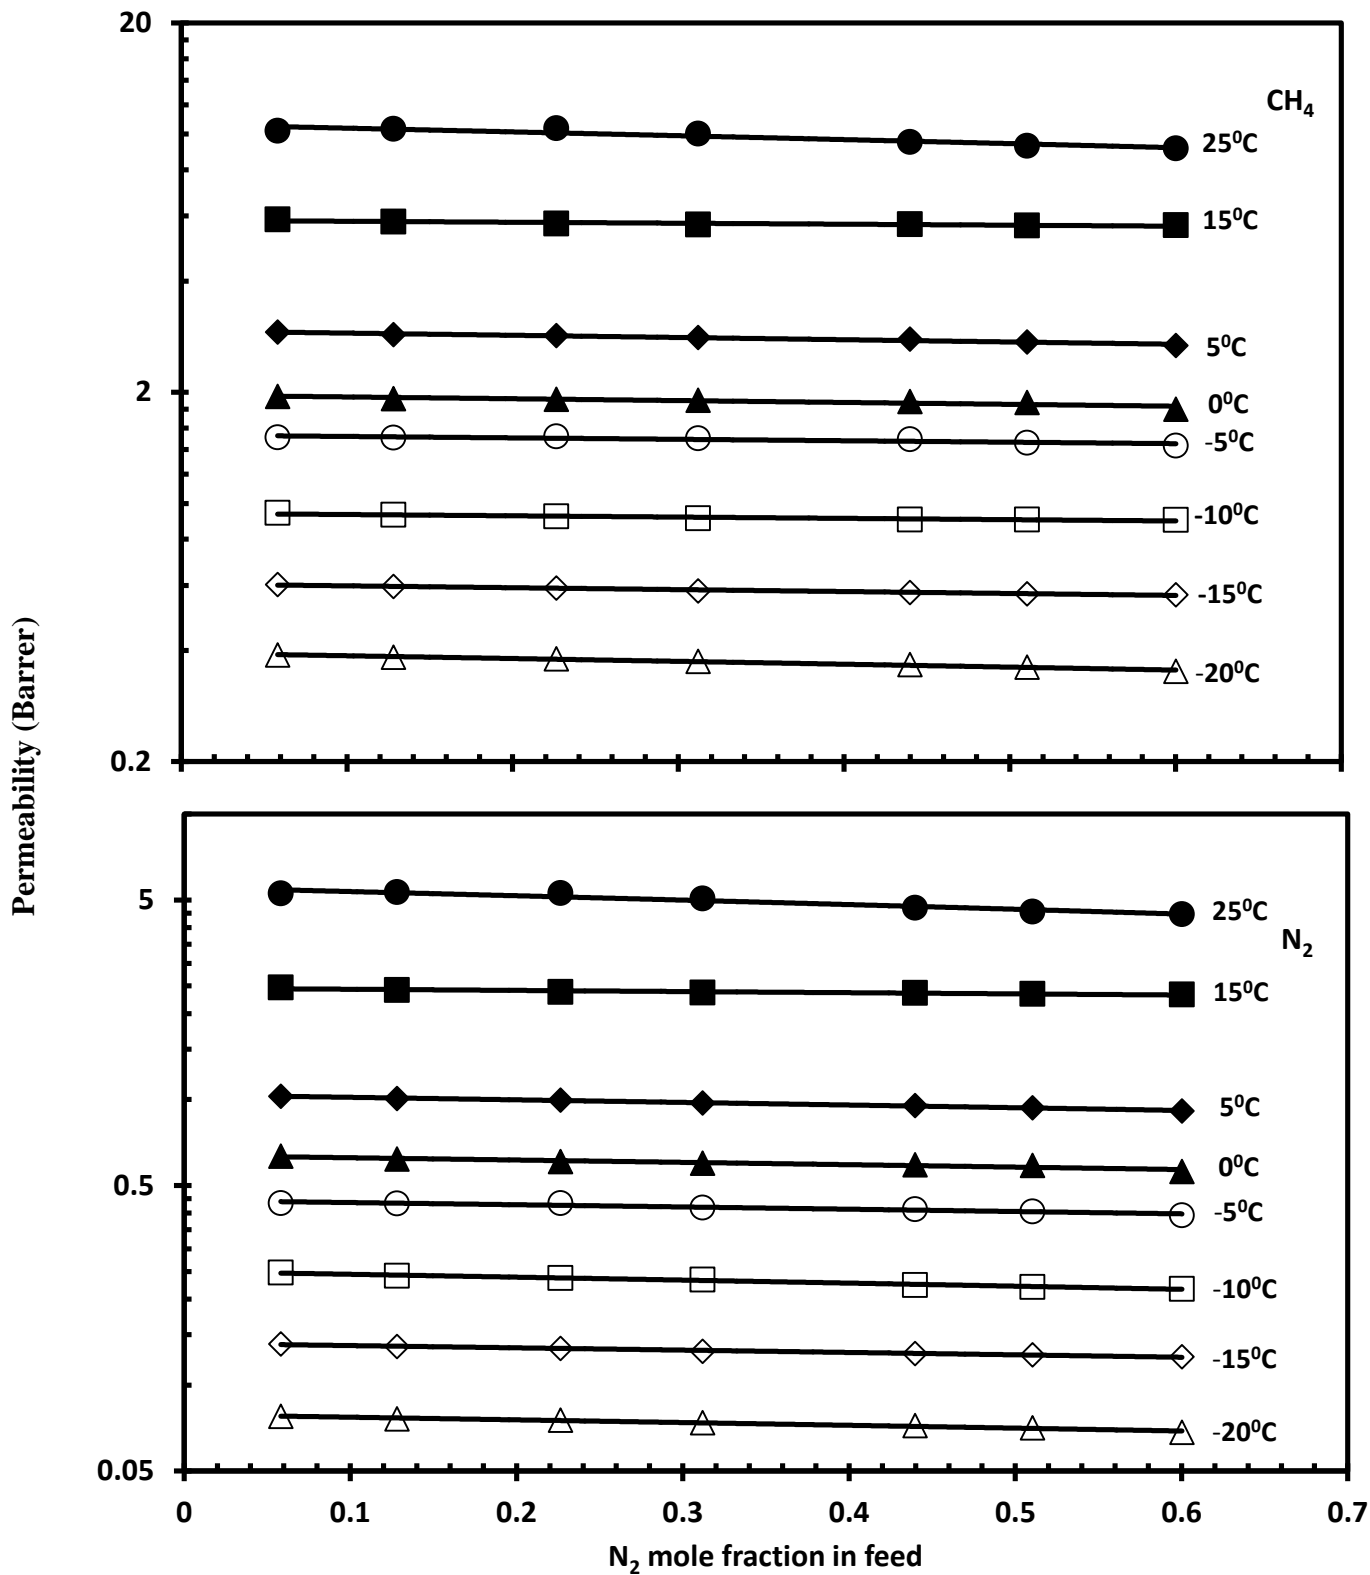 Permeability (Barrer)
20
2
0.2
CH₄
25⁰C
15⁰C
5⁰C
0⁰C
-5⁰C
-10⁰C
-15⁰C
-20⁰C
5
0.5
0.05
25⁰C
N₂
15⁰C
5⁰C
0⁰C
-5⁰C
-10⁰C
-15⁰C
-20⁰C
0 0.1 0.2 0.3 0.4 0.5 0.6 0.7
N₂ mole fraction in feed